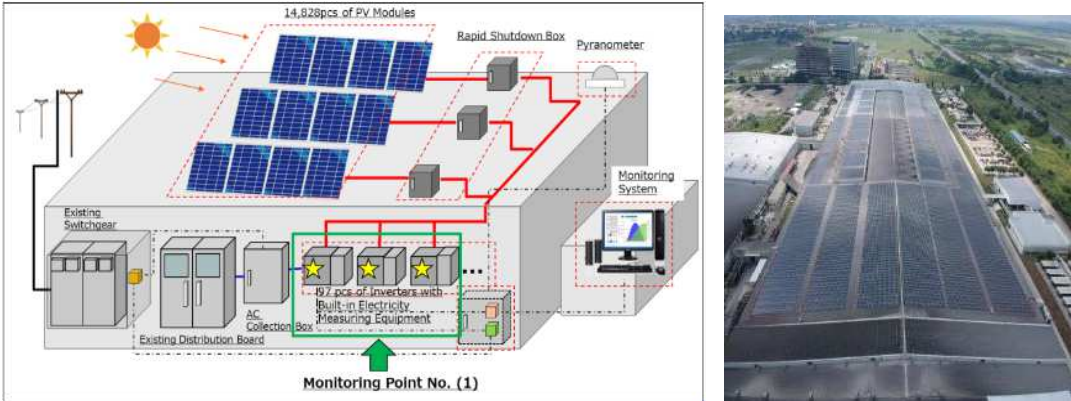 14,828pcs of PV Modules
Rapid Shutdown Box
Pyranometer
Monitoring
System
Existing
Switchgear
97 pcs of Inverters with
Built-in Electricity
Measuring Equipment
AC
Collection Box
Existing Distribution Board
Monitoring Point No. (1)